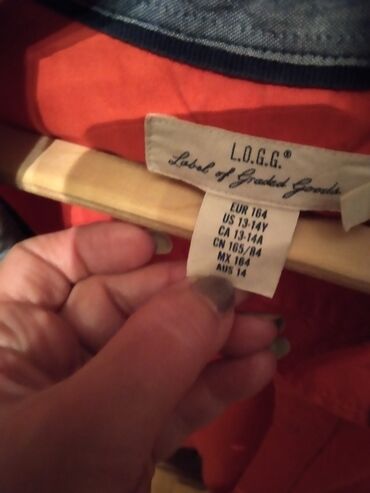 L.O.G.G.®
Label of Graded Goods
EUR 164
US 13-14Y
CA 13-14A
CN 165/84
MX 164
AUS 14